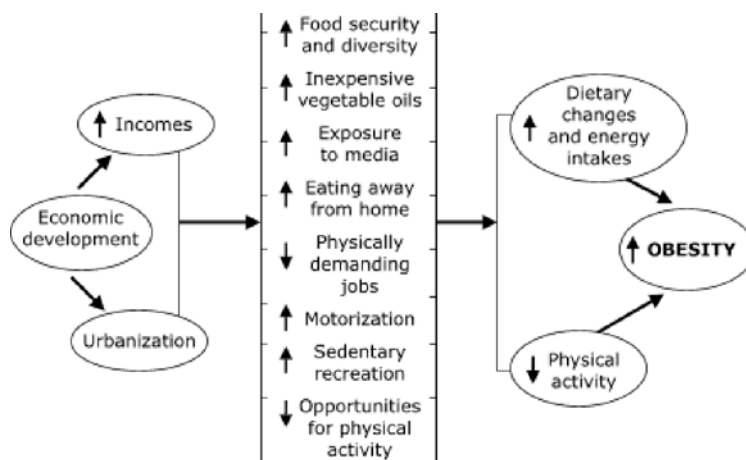 Incomes
Economic
development
Urbanization
Food security
and diversity
Inexpensive
vegetable oils
Exposure
to media
Eating away
from home
Physically
demanding
jobs
Motorization
Sedentary
recreation
Opportunities
for physical
activity
Dietary
changes
and energy
intakes
Physical
activity
OBESITY